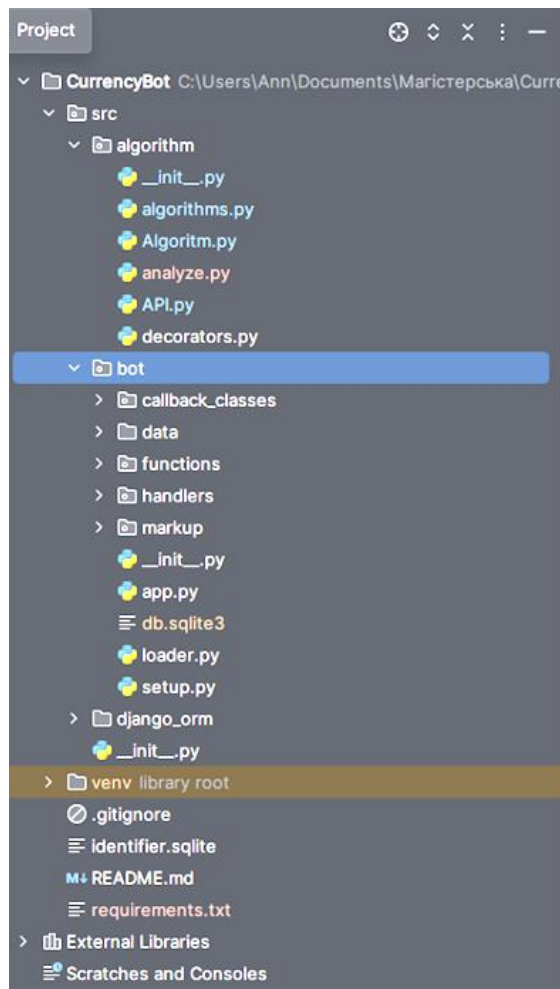 Project
CurrencyBot C:\Users\Ann\Documents\Магістерська\Curre
src
algorithm
__init__.py
algorithms.py
Algoritm.py
analyze.py
API.py
decorators.py
bot
callback_classes
data
functions
handlers
markup
__init__.py
app.py
db.sqlite3
loader.py
setup.py
django_orm
__init__.py
venv library root
.gitignore
identifier.sqlite
M↓ README.md
requirements.txt
External Libraries
Scratches and Consoles